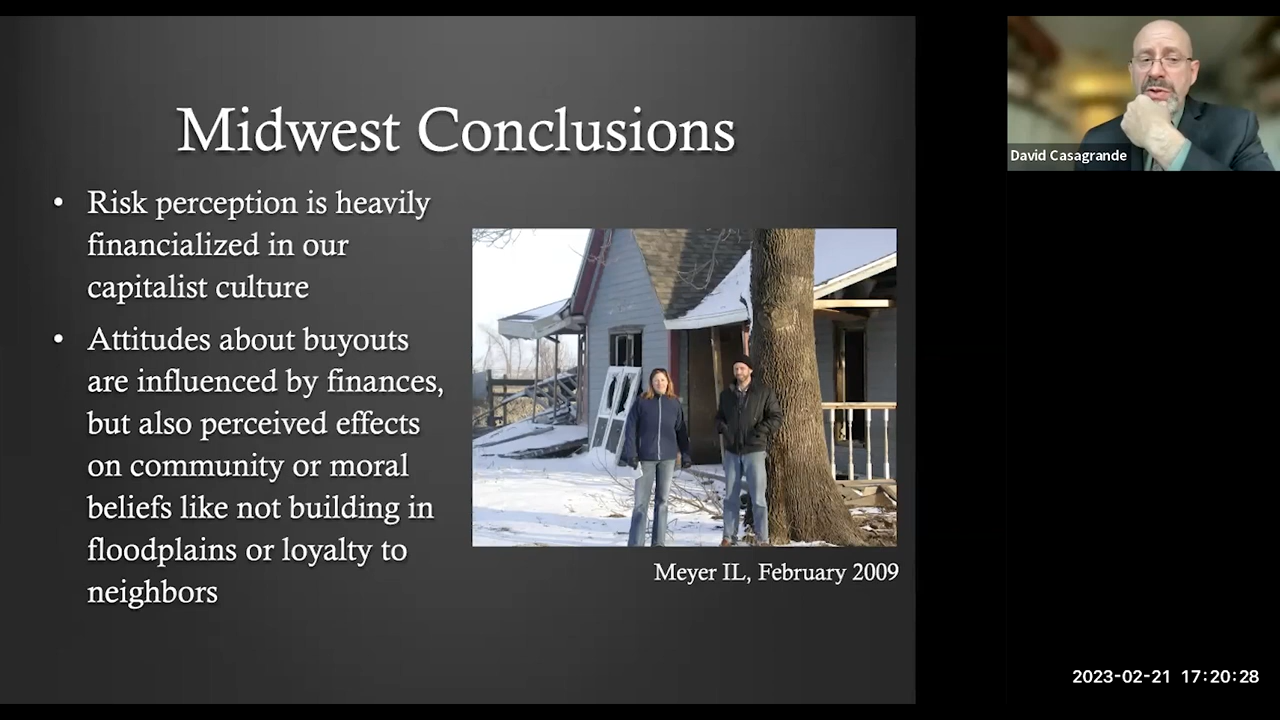 Midwest Conclusions
• Risk perception is heavily
financialized in our
capitalist culture
• Attitudes about buyouts
are influenced by finances,
but also perceived effects
on community or moral
beliefs like not building in
floodplains or loyalty to
neighbors
Meyer IL, February 2009
David Casagrande
2023-02-21 17:20:28